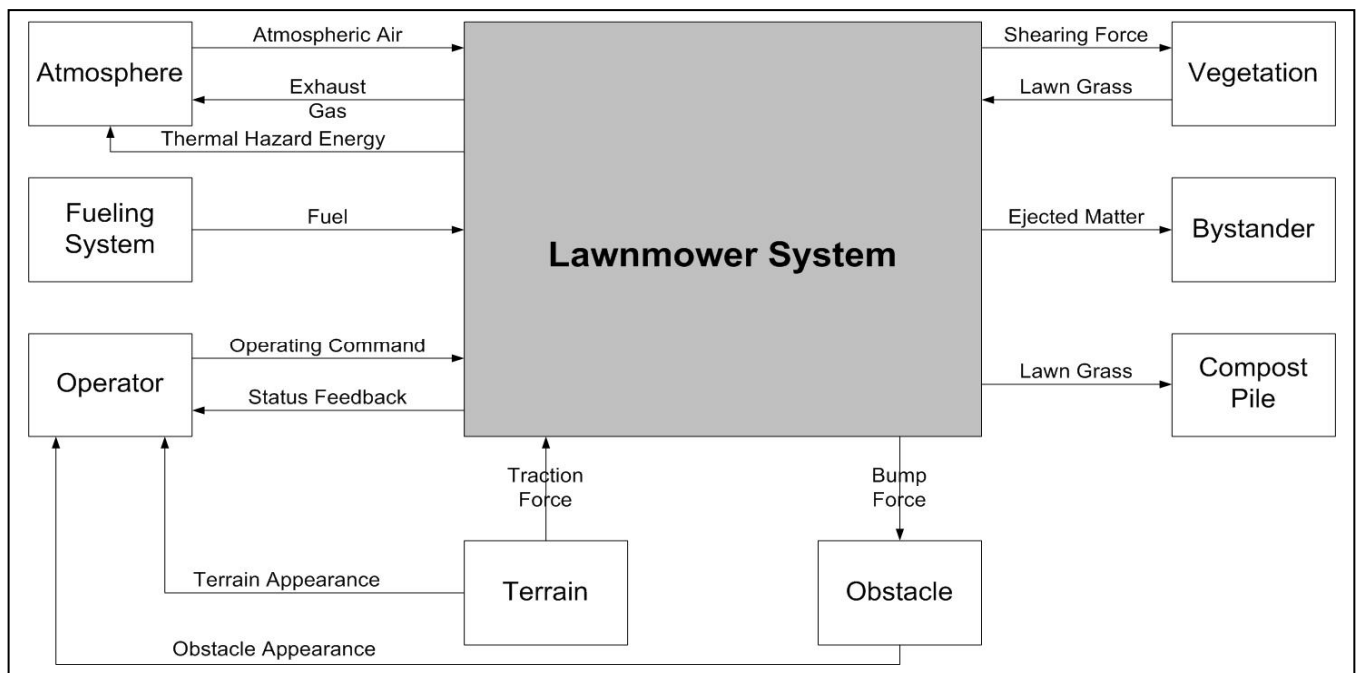 Atmospheric Air
Shearing Force
Atmosphere
Vegetation
Exhaust
Gas
Lawn Grass
Thermal Hazard Energy
Fueling
System
Fuel
Lawnmower System
Ejected Matter
Bystander
Operating Command
Operator
Status Feedback
Lawn Grass
Compost
Pile
Traction
Force
Bump
Force
Terrain Appearance
Terrain
Obstacle
Obstacle Appearance